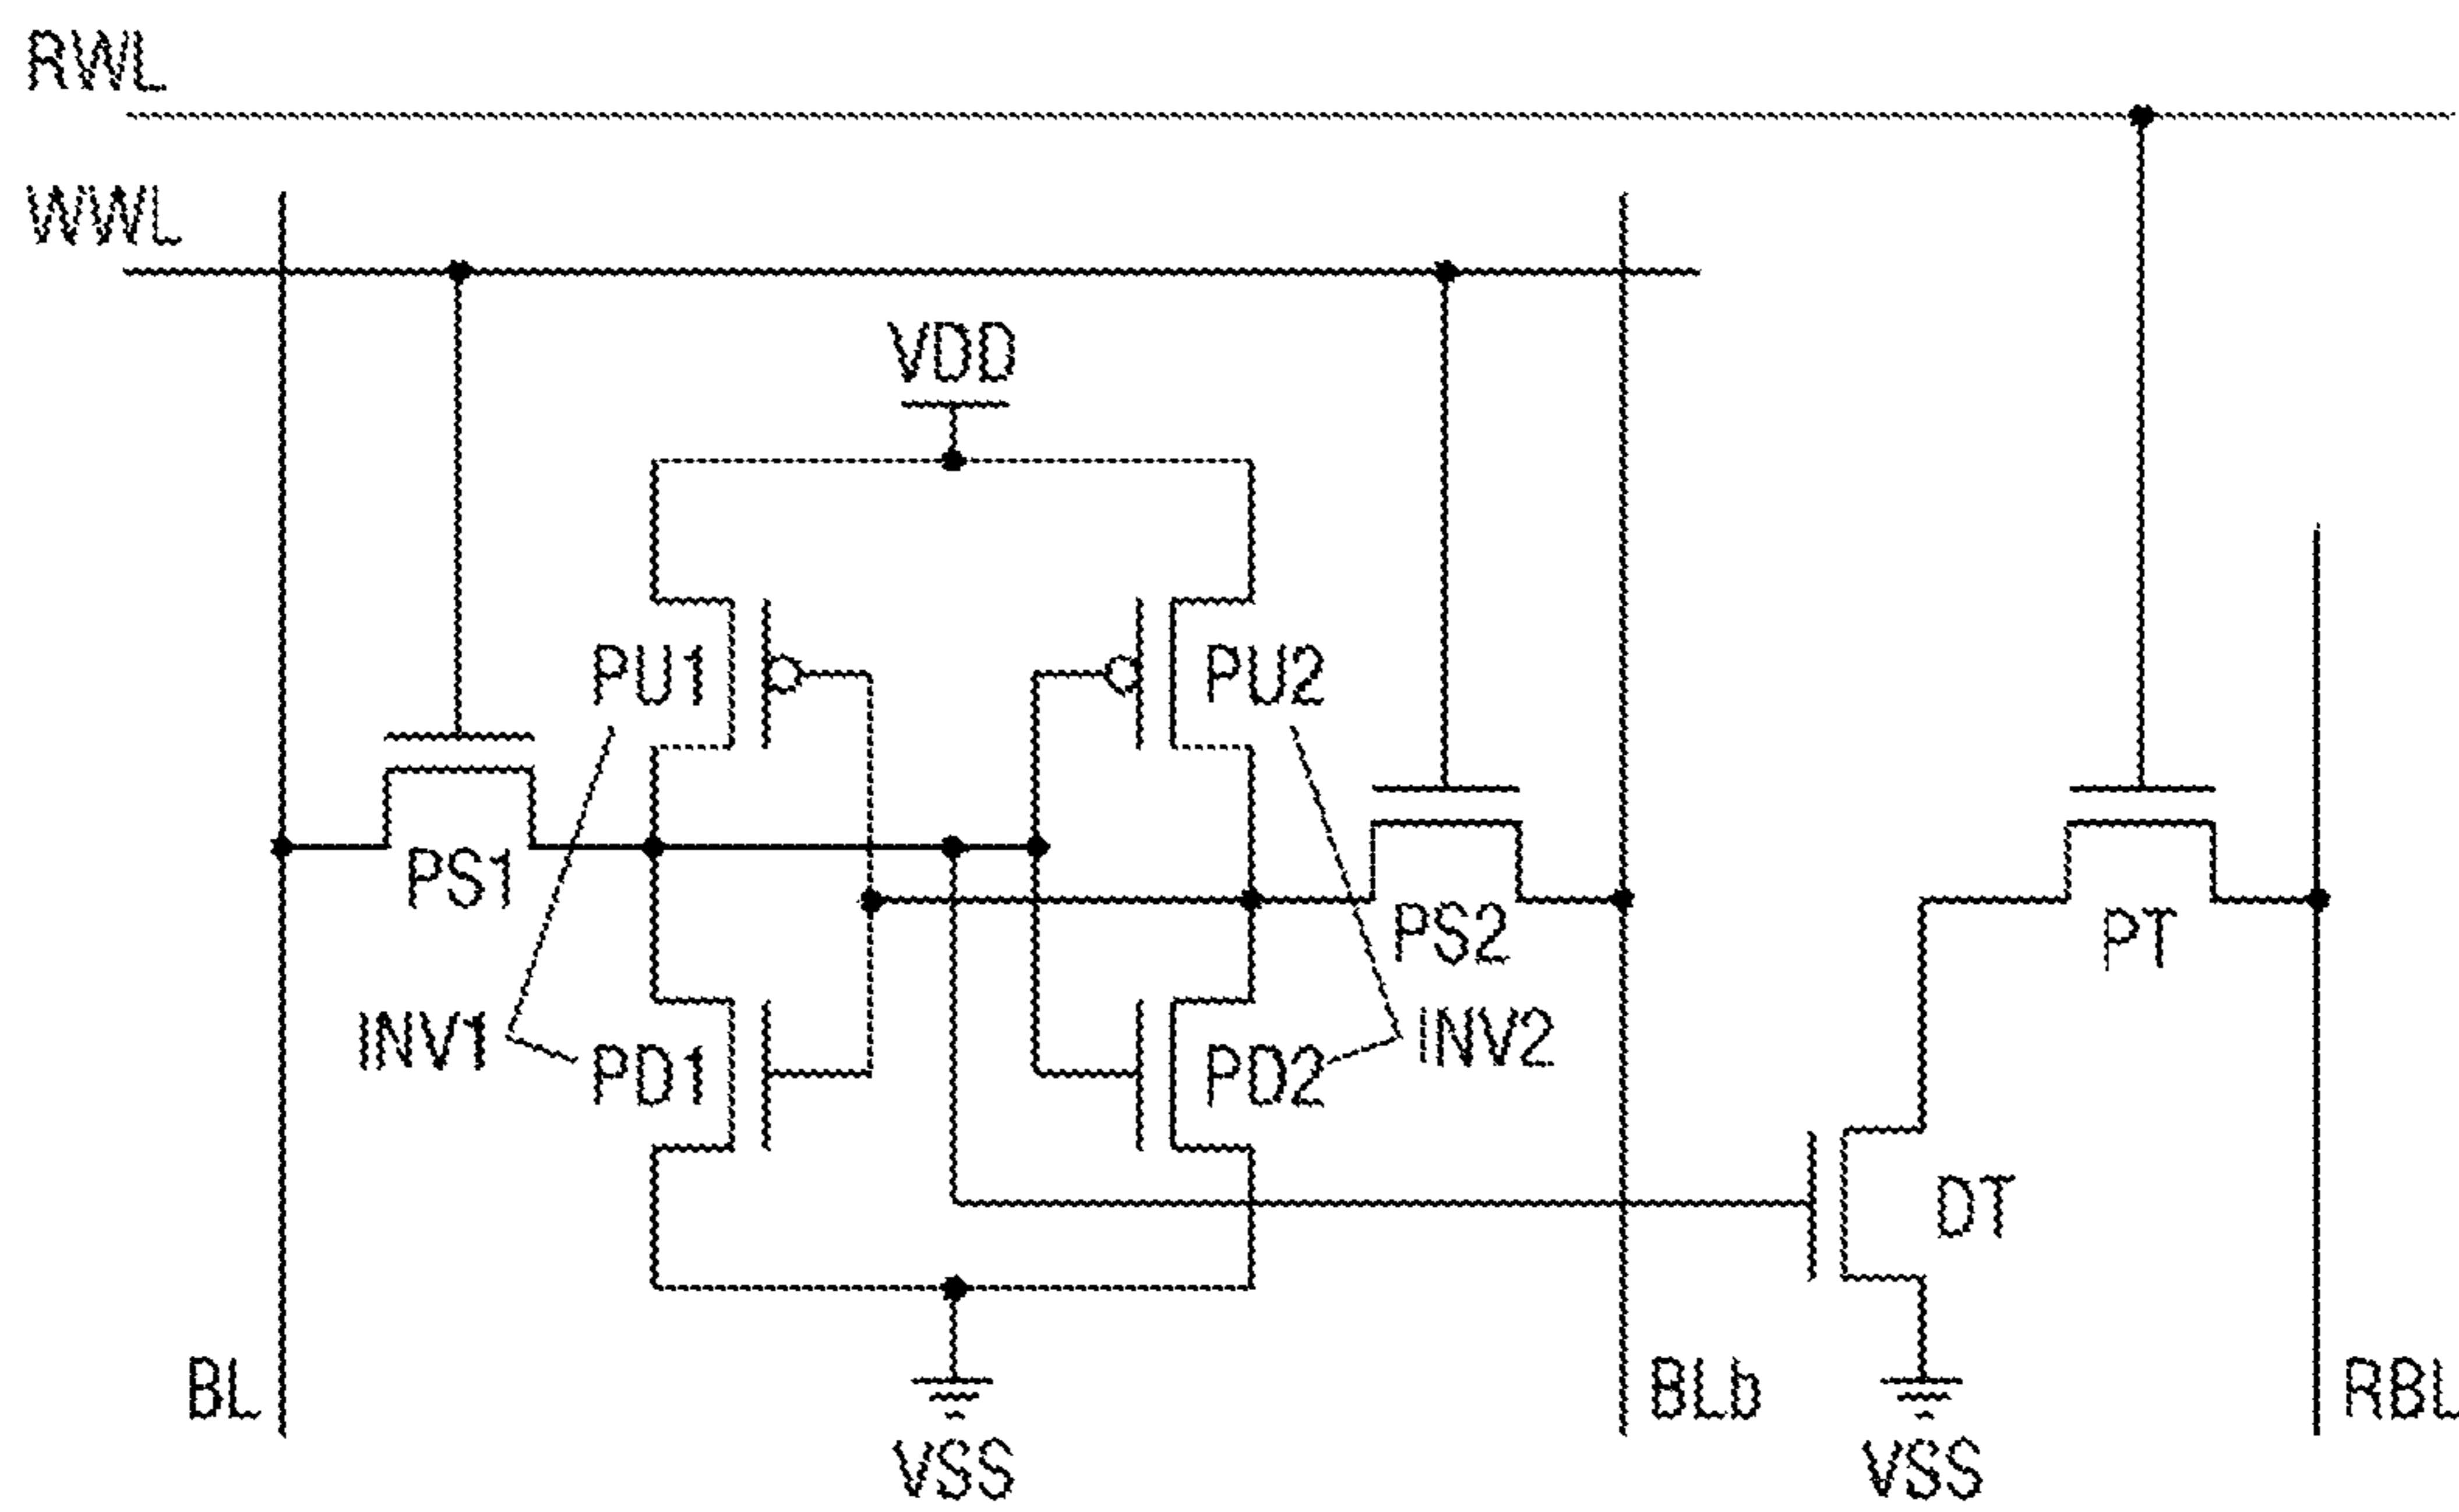 RWL
WWL
VDD
PU1
PU2
PS1
PS2
PT
INV1
PD1
PD2
INV2
DT
BL
BLb
RBL
VSS
VSS